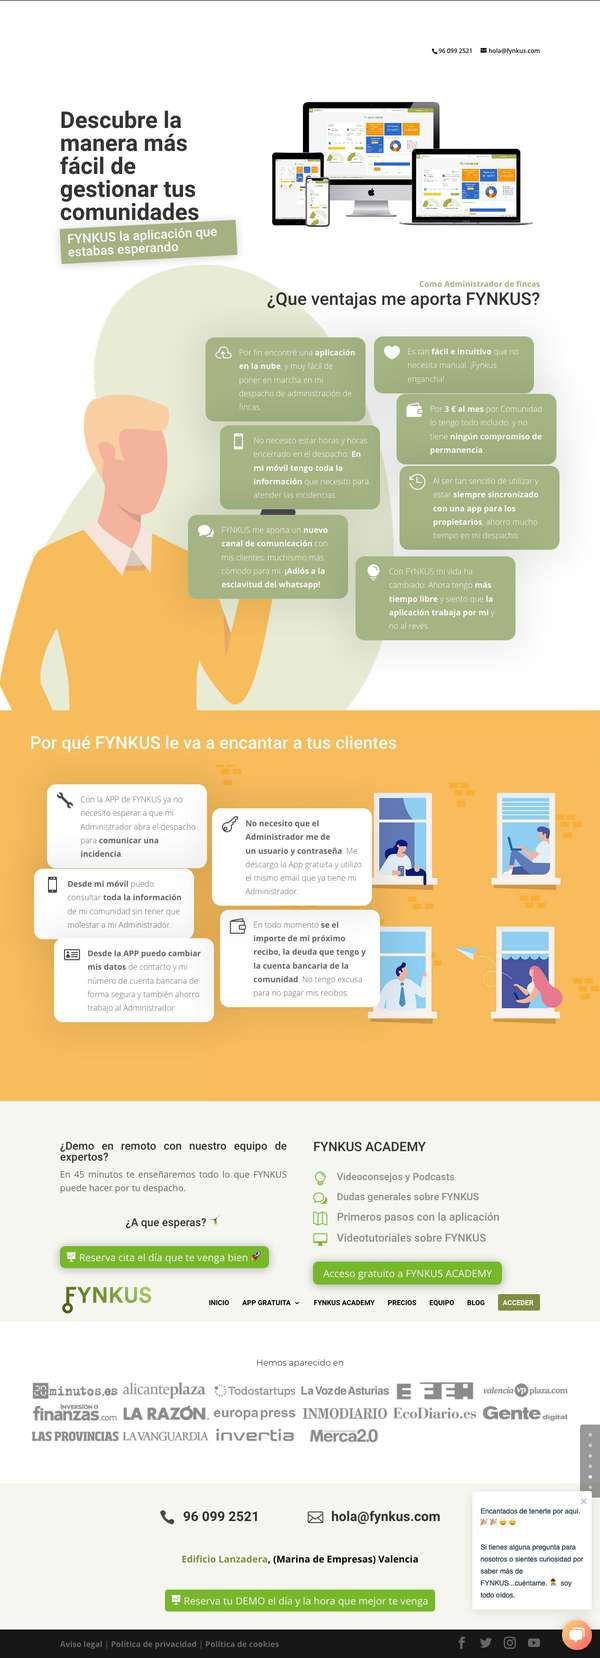 96 099 2521 hola@fynkus.com
Descubre la
manera más
fácil de
gestionar tus
comunidades
FYNKUS la aplicación que
estabas esperando
Como Administrador de fincas
¿Que ventajas me aporta FYNKUS?
Por fin encontré una aplicación
en la nube, y muy fácil de
poner en marcha en mi
despacho de administración de
fincas.
Es tan fácil e intuitivo que no
necesita manual. ¡Fynkus
engancha!
Por 3 € al mes por Comunidad
lo tengo todo incluido, y no
tiene ningún compromiso de
permanencia.
No necesito estar horas y horas
encerrado en el despacho. En
mi móvil tengo toda la
información que necesito para
atender las incidencias.
Al ser tan sencillo de utilizar y
estar siempre sincronizado
con una app para los
propietarios, ahorro mucho
tiempo en mi despacho.
FYNKUS me aporta un nuevo
canal de comunicación con
mis clientes, muchísimo más
cómodo para mi. ¡Adiós a la
esclavitud del whatsapp!
Con FYNKUS mi vida ha
cambiado. Ahora tengo más
tiempo libre y siento que la
aplicación trabaja por mi y
no al revés.
Por qué FYNKUS le va a encantar a tus clientes
Con la APP de FYNKUS ya no
necesito esperar a que mi
Administrador abra el despacho
para comunicar una
incidencia.
No necesito que el
Administrador me de
un usuario y contraseña. Me
descargo la App gratuita y utilizo
el mismo email que ya tiene mi
Administrador.
Desde mi móvil puedo
consultar toda la información
de mi comunidad sin tener que
molestar a mi Administrador.
En todo momento se el
importe de mi próximo
recibo, la deuda que tengo y
la cuenta bancaria de la
comunidad. No tengo excusa
para no pagar mis recibos.
Desde la APP puedo cambiar
mis datos de contacto y mi
número de cuenta bancaria de
forma segura y también ahorro
trabajo al Administrador.
¿Demo en remoto con nuestro equipo de
expertos?
En 45 minutos te enseñaremos todo lo que FYNKUS
puede hacer por tu despacho.
¿A que esperas?
Reserva cita el día que te venga bien
FYNKUS ACADEMY
Videoconsejos y Podcasts
Dudas generales sobre FYNKUS
Primeros pasos con la aplicación
Videotutoriales sobre FYNKUS
Acceso gratuito a FYNKUS ACADEMY
FYNKUS
INICIO APP GRATUITA FYNKUS ACADEMY PRECIOS EQUIPO BLOG ACCEDER
Hemos aparecido en
20minutos.es alicanteplaza Todostartups La Voz de Asturias E EEH valencia vp plaza.com
INVERSIÓN & finanzas.com LA RAZÓN europa press INMODIARIO EcoDiario.es Gente digital
LAS PROVINCIAS LA VANGUARDIA invertia Merca2.0
96 099 2521 hola@fynkus.com
Edificio Lanzadera, (Marina de Empresas) Valencia
Reserva tu DEMO el día y la hora que mejor te venga
Encantados de tenerte por aqui.
Si tienes alguna pregunta para
nosotros o sientes curiosidad por
saber más de
FYNKUS...cuéntame. soy
todo oídos.
Aviso legal | Política de privacidad | Política de cookies